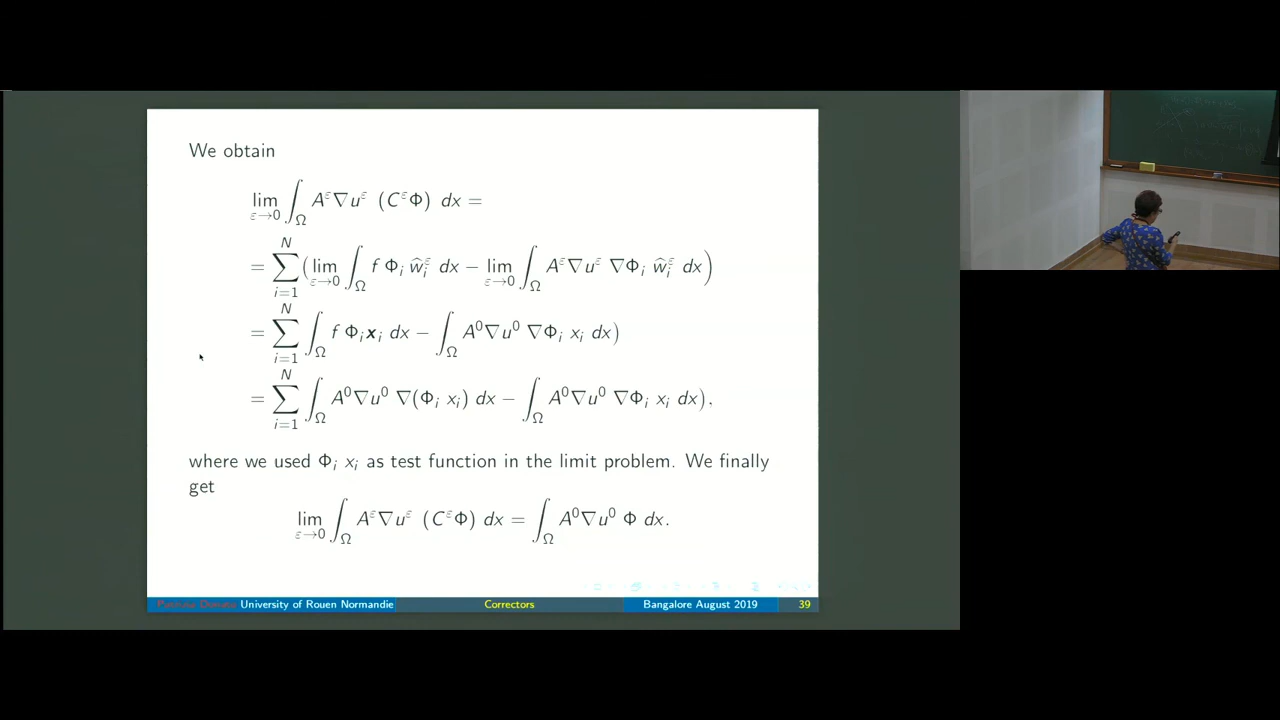 We obtain
lim_{ε→0} ∫_Ω A^ε ∇u^ε (C^ε Φ) dx =
= ∑_{i=1}^{N} ( lim_{ε→0} ∫_Ω f Φ_i ŵ_i^ε dx − lim_{ε→0} ∫_Ω A^ε ∇u^ε ∇Φ_i ŵ_i^ε dx )
= ∑_{i=1}^{N} ∫_Ω f Φ_i x_i dx − ∫_Ω A^0 ∇u^0 ∇Φ_i x_i dx )
= ∑_{i=1}^{N} ∫_Ω A^0 ∇u^0 ∇(Φ_i x_i) dx − ∫_Ω A^0 ∇u^0 ∇Φ_i x_i dx ),
where we used Φ_i x_i as test function in the limit problem. We finally
get
lim_{ε→0} ∫_Ω A^ε ∇u^ε (C^ε Φ) dx = ∫_Ω A^0 ∇u^0 Φ dx.
University of Rouen Normandie Correctors Bangalore August 2019 39